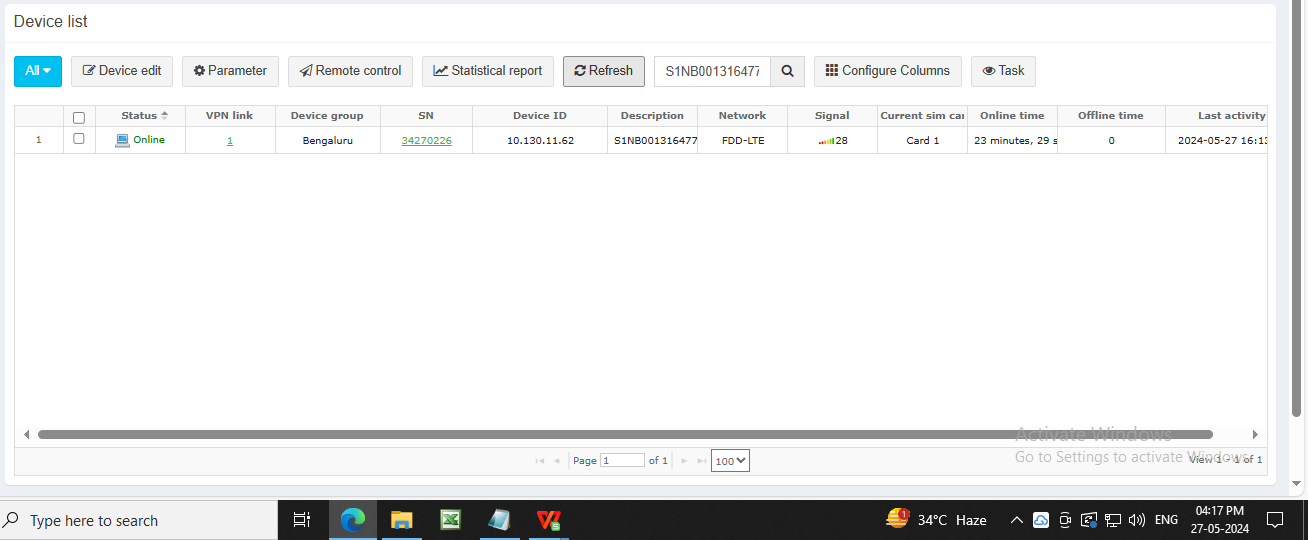 Device list
All Device edit Parameter Remote control Statistical report Refresh S1NB001316477 Configure Columns Task
Status VPN link Device group SN Device ID Description Network Signal Current sim car Online time Offline time Last activity
1 Online 1 Bengaluru 34270226 10.130.11.62 S1NB001316477 FDD-LTE 28 Card 1 23 minutes, 29 s 0 2024-05-27 16:13
Activate Windows
Page 1 of 1 100 View 1 - 1 of 1
Go to Settings to activate Windows.
Type here to search 1 34°C Haze ENG 04:17 PM
27-05-2024